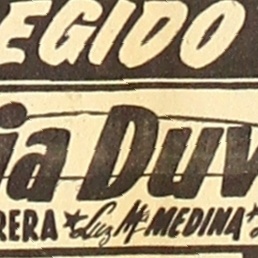 EGIDO
ia Duv
RERA * Luz Mª MEDINA *